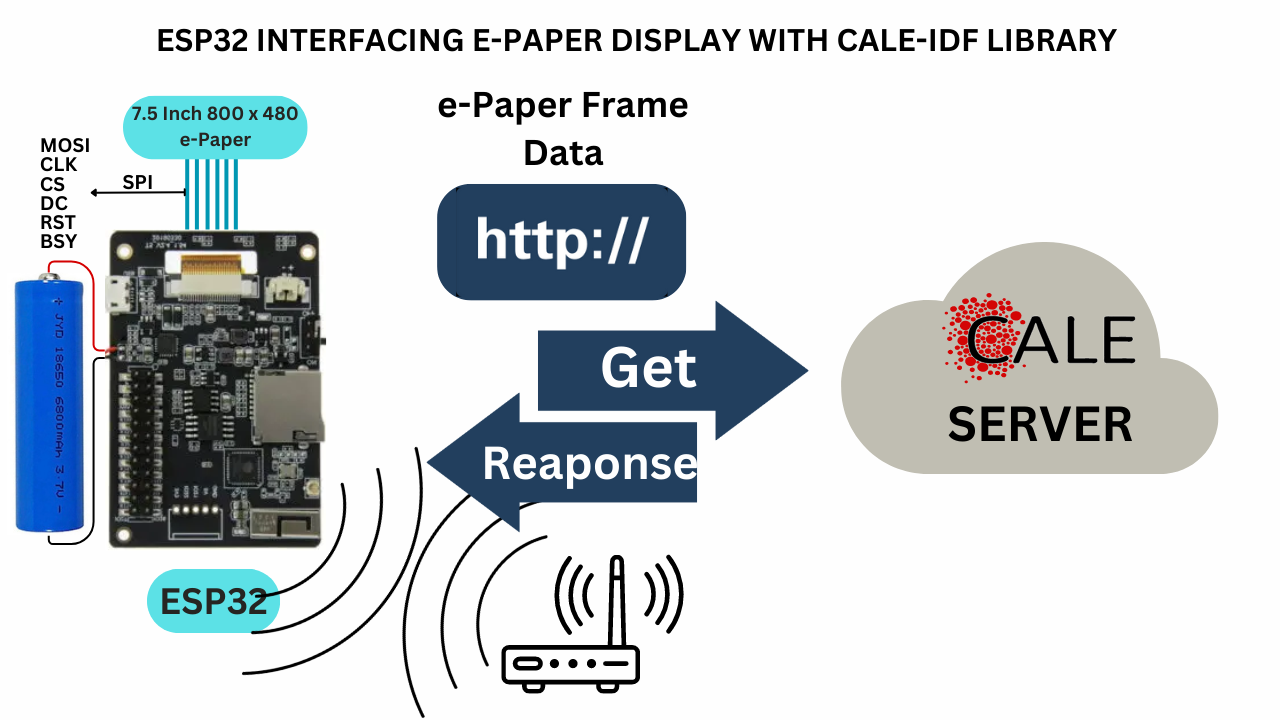 ESP32 INTERFACING E-PAPER DISPLAY WITH CALE-IDF LIBRARY
7.5 Inch 800 x 480
e-Paper
MOSI
CLK
CS
DC
RST
BSY
SPI
e-Paper Frame
Data
http://
Get
Reaponse
CALE
SERVER
+ JYD 18650 6800mAh 3.7V -
ESP32